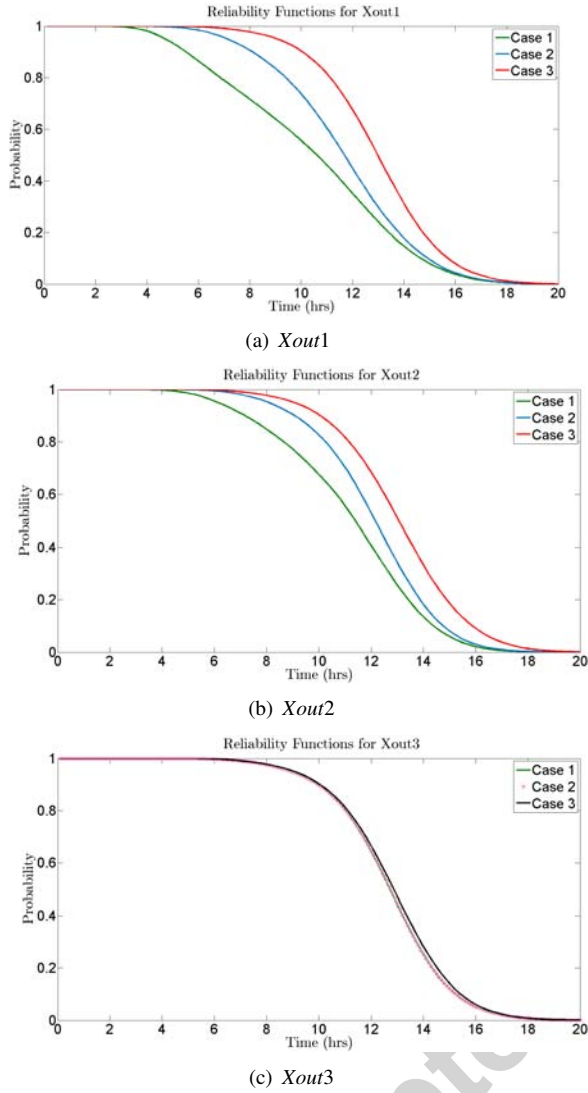 Reliability Functions for Xout1
1
0.8
0.6
0.4
0.2
0
Probability
Case 1
Case 2
Case 3
0 2 4 6 8 10 12 14 16 18 20
Time (hrs)
(a) Xout1
Reliability Functions for Xout2
1
0.8
0.6
0.4
0.2
0
Probability
Case 1
Case 2
Case 3
0 2 4 6 8 10 12 14 16 18 20
Time (hrs)
(b) Xout2
Reliability Functions for Xout3
1
0.8
0.6
0.4
0.2
0
Probability
Case 1
Case 2
Case 3
0 2 4 6 8 10 12 14 16 18 20
Time (hrs)
(c) Xout3